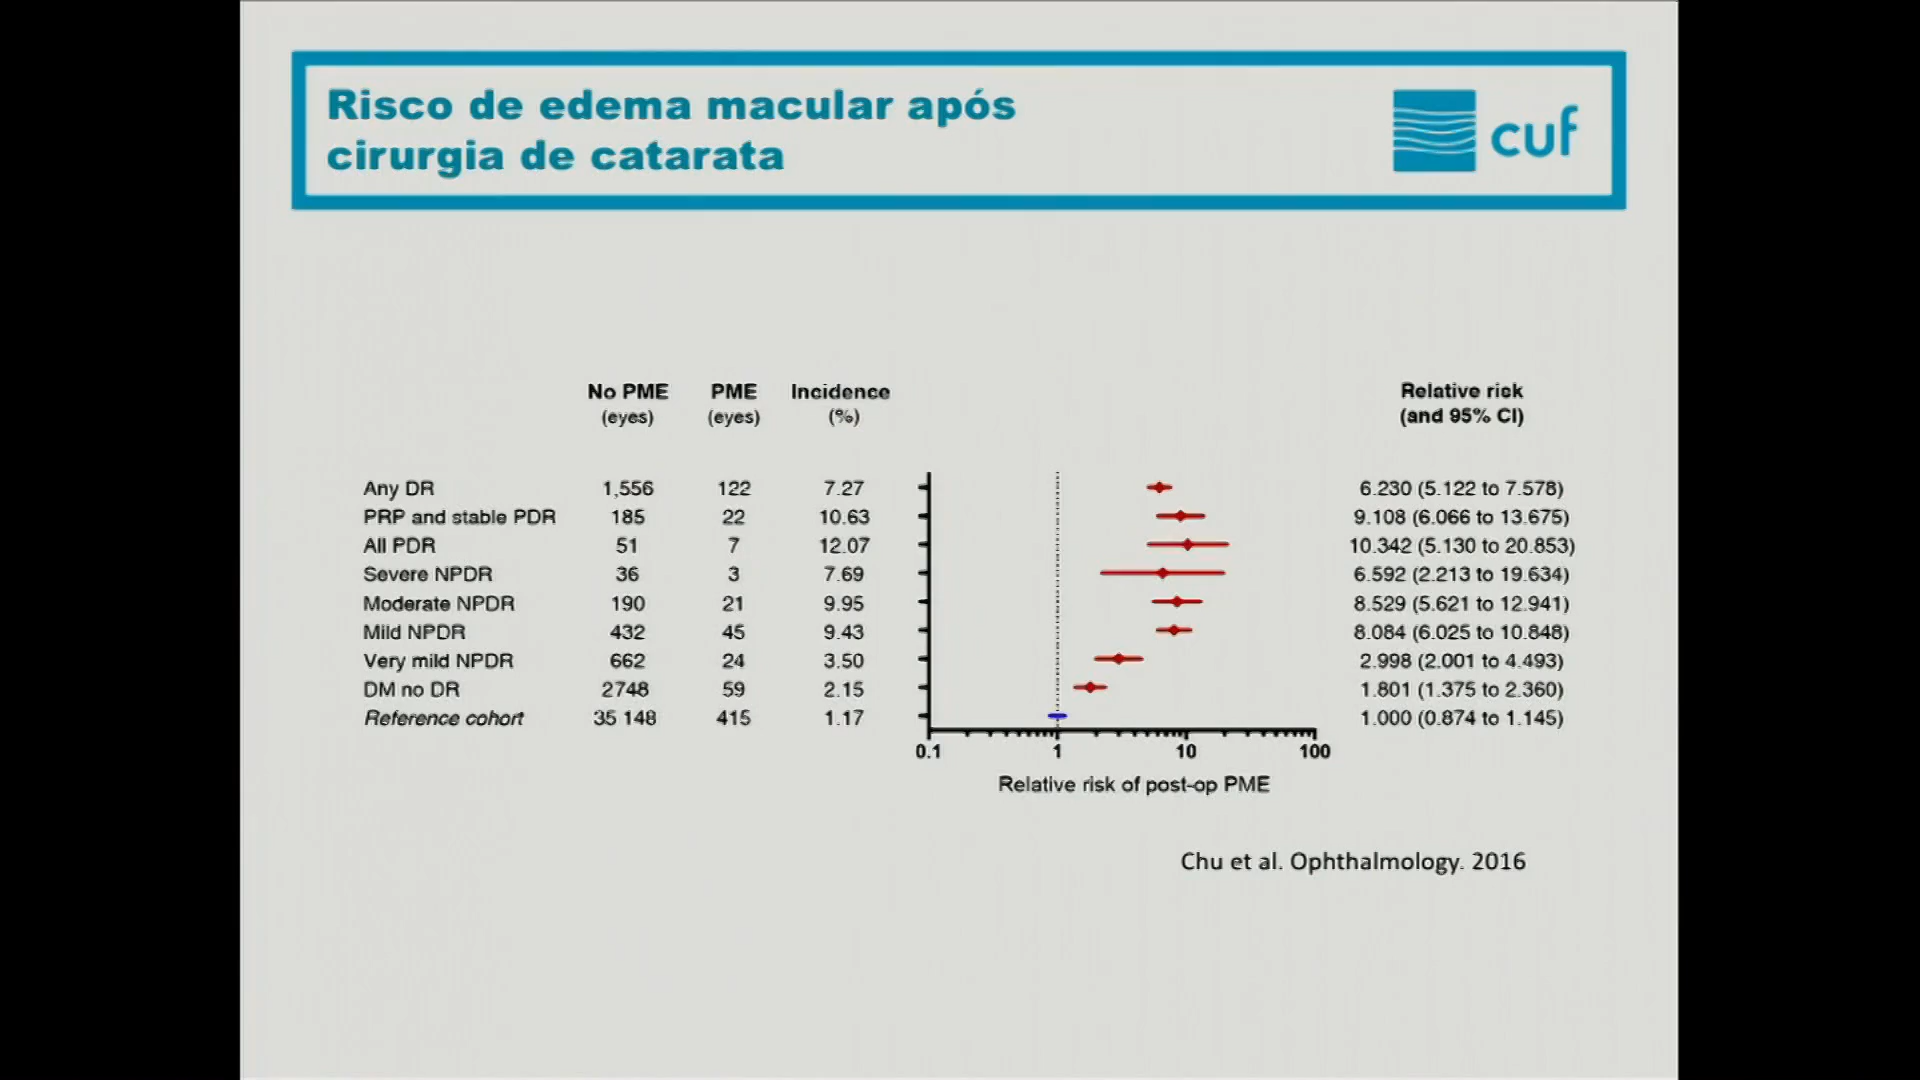 Risco de edema macular após
cirurgia de catarata
cuf
No PME PME Incidence Relative risk
(eyes) (eyes) (%) (and 95% CI)
Any DR 1,556 122 7.27 6.230 (5.122 to 7.578)
PRP and stable PDR 185 22 10.63 9.108 (6.066 to 13.675)
All PDR 51 7 12.07 10.342 (5.130 to 20.853)
Severe NPDR 36 3 7.69 6.592 (2.213 to 19.634)
Moderate NPDR 190 21 9.95 8.529 (5.621 to 12.941)
Mild NPDR 432 45 9.43 8.084 (6.025 to 10.848)
Very mild NPDR 662 24 3.50 2.998 (2.001 to 4.493)
DM no DR 2748 59 2.15 1.801 (1.375 to 2.360)
Reference cohort 35 148 415 1.17 1.000 (0.874 to 1.145)
0.1 1 10 100
Relative risk of post-op PME
Chu et al. Ophthalmology. 2016